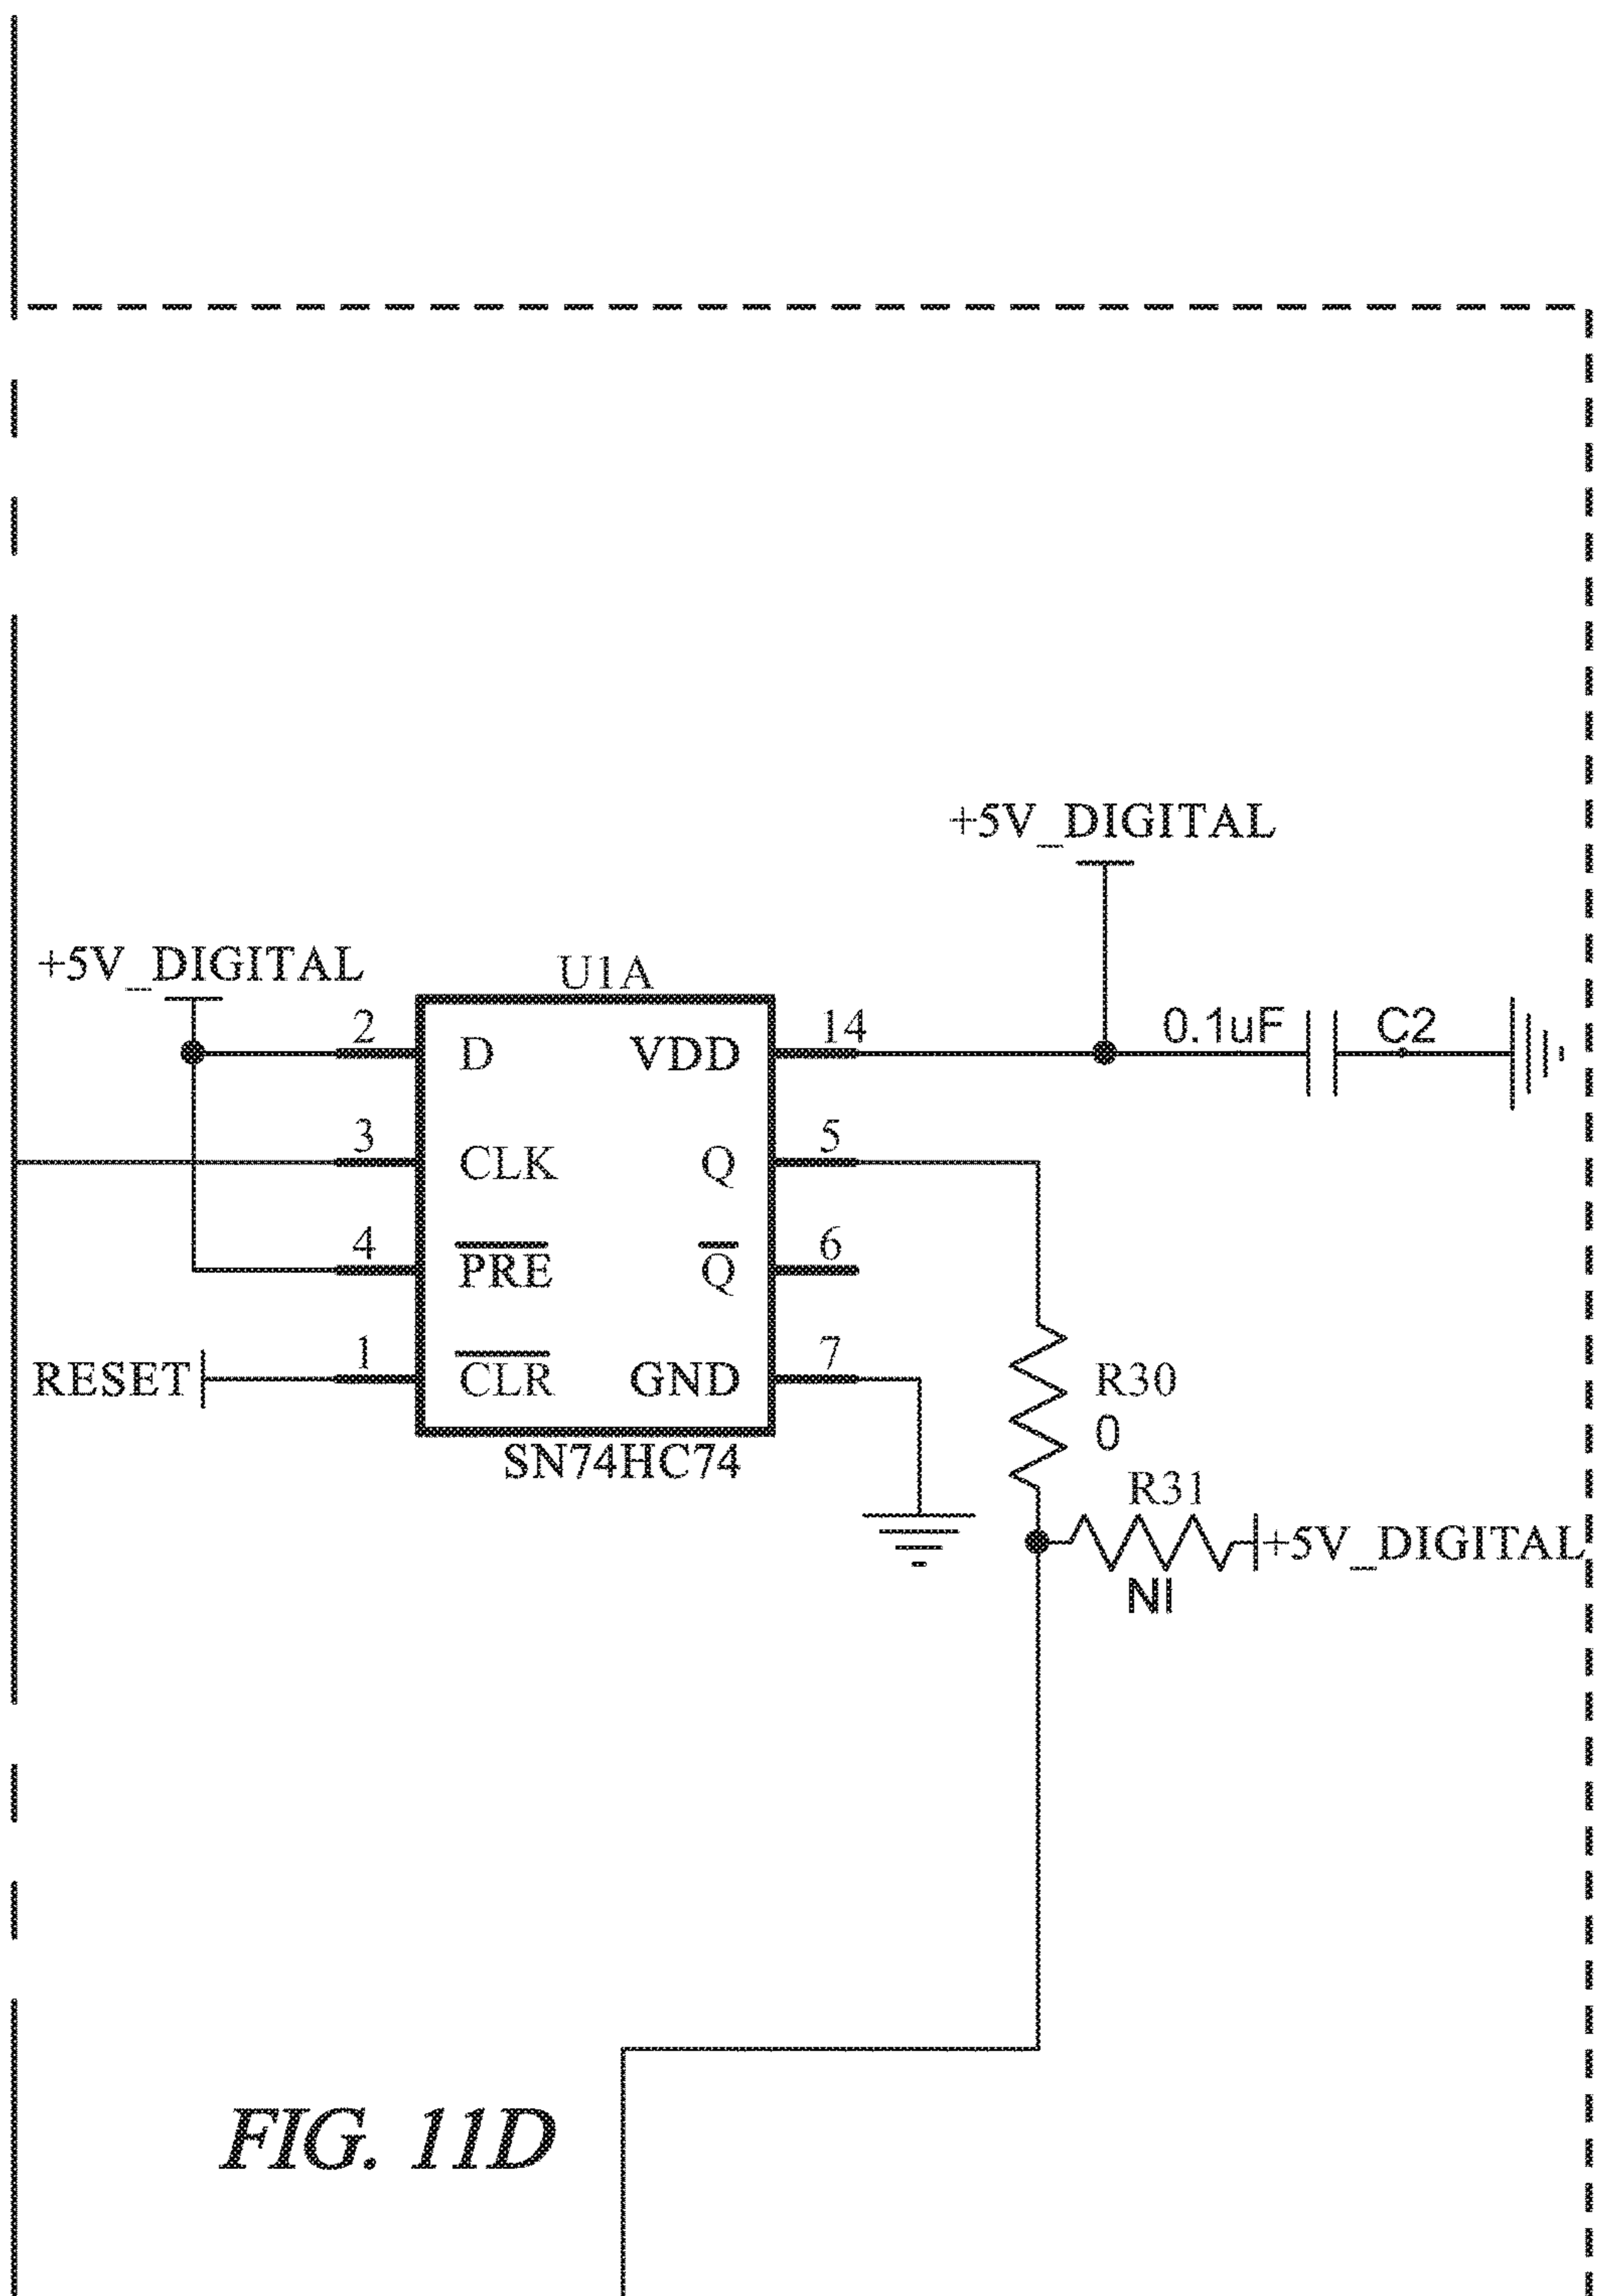 +5V_DIGITAL
+5V_DIGITAL
U1A
2 D VDD 14 0.1uF C2
3 CLK Q 5
4 PRE Q 6
RESET 1 CLR GND 7
SN74HC74
R30
0
R31
+5V_DIGITAL
NI
FIG. 11D